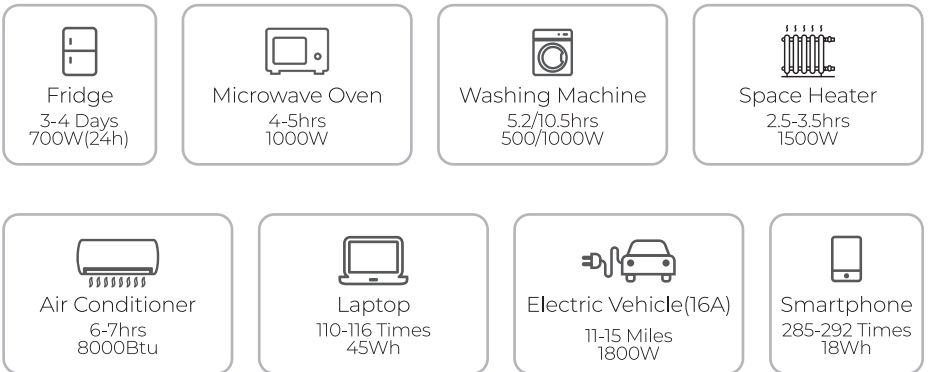 Fridge
3-4 Days
700W(24h)
Microwave Oven
4-5hrs
1000W
Washing Machine
5.2/10.5hrs
500/1000W
Space Heater
2.5-3.5hrs
1500W
Air Conditioner
6-7hrs
8000Btu
Laptop
110-116 Times
45Wh
Electric Vehicle(16A)
11-15 Miles
1800W
Smartphone
285-292 Times
18Wh